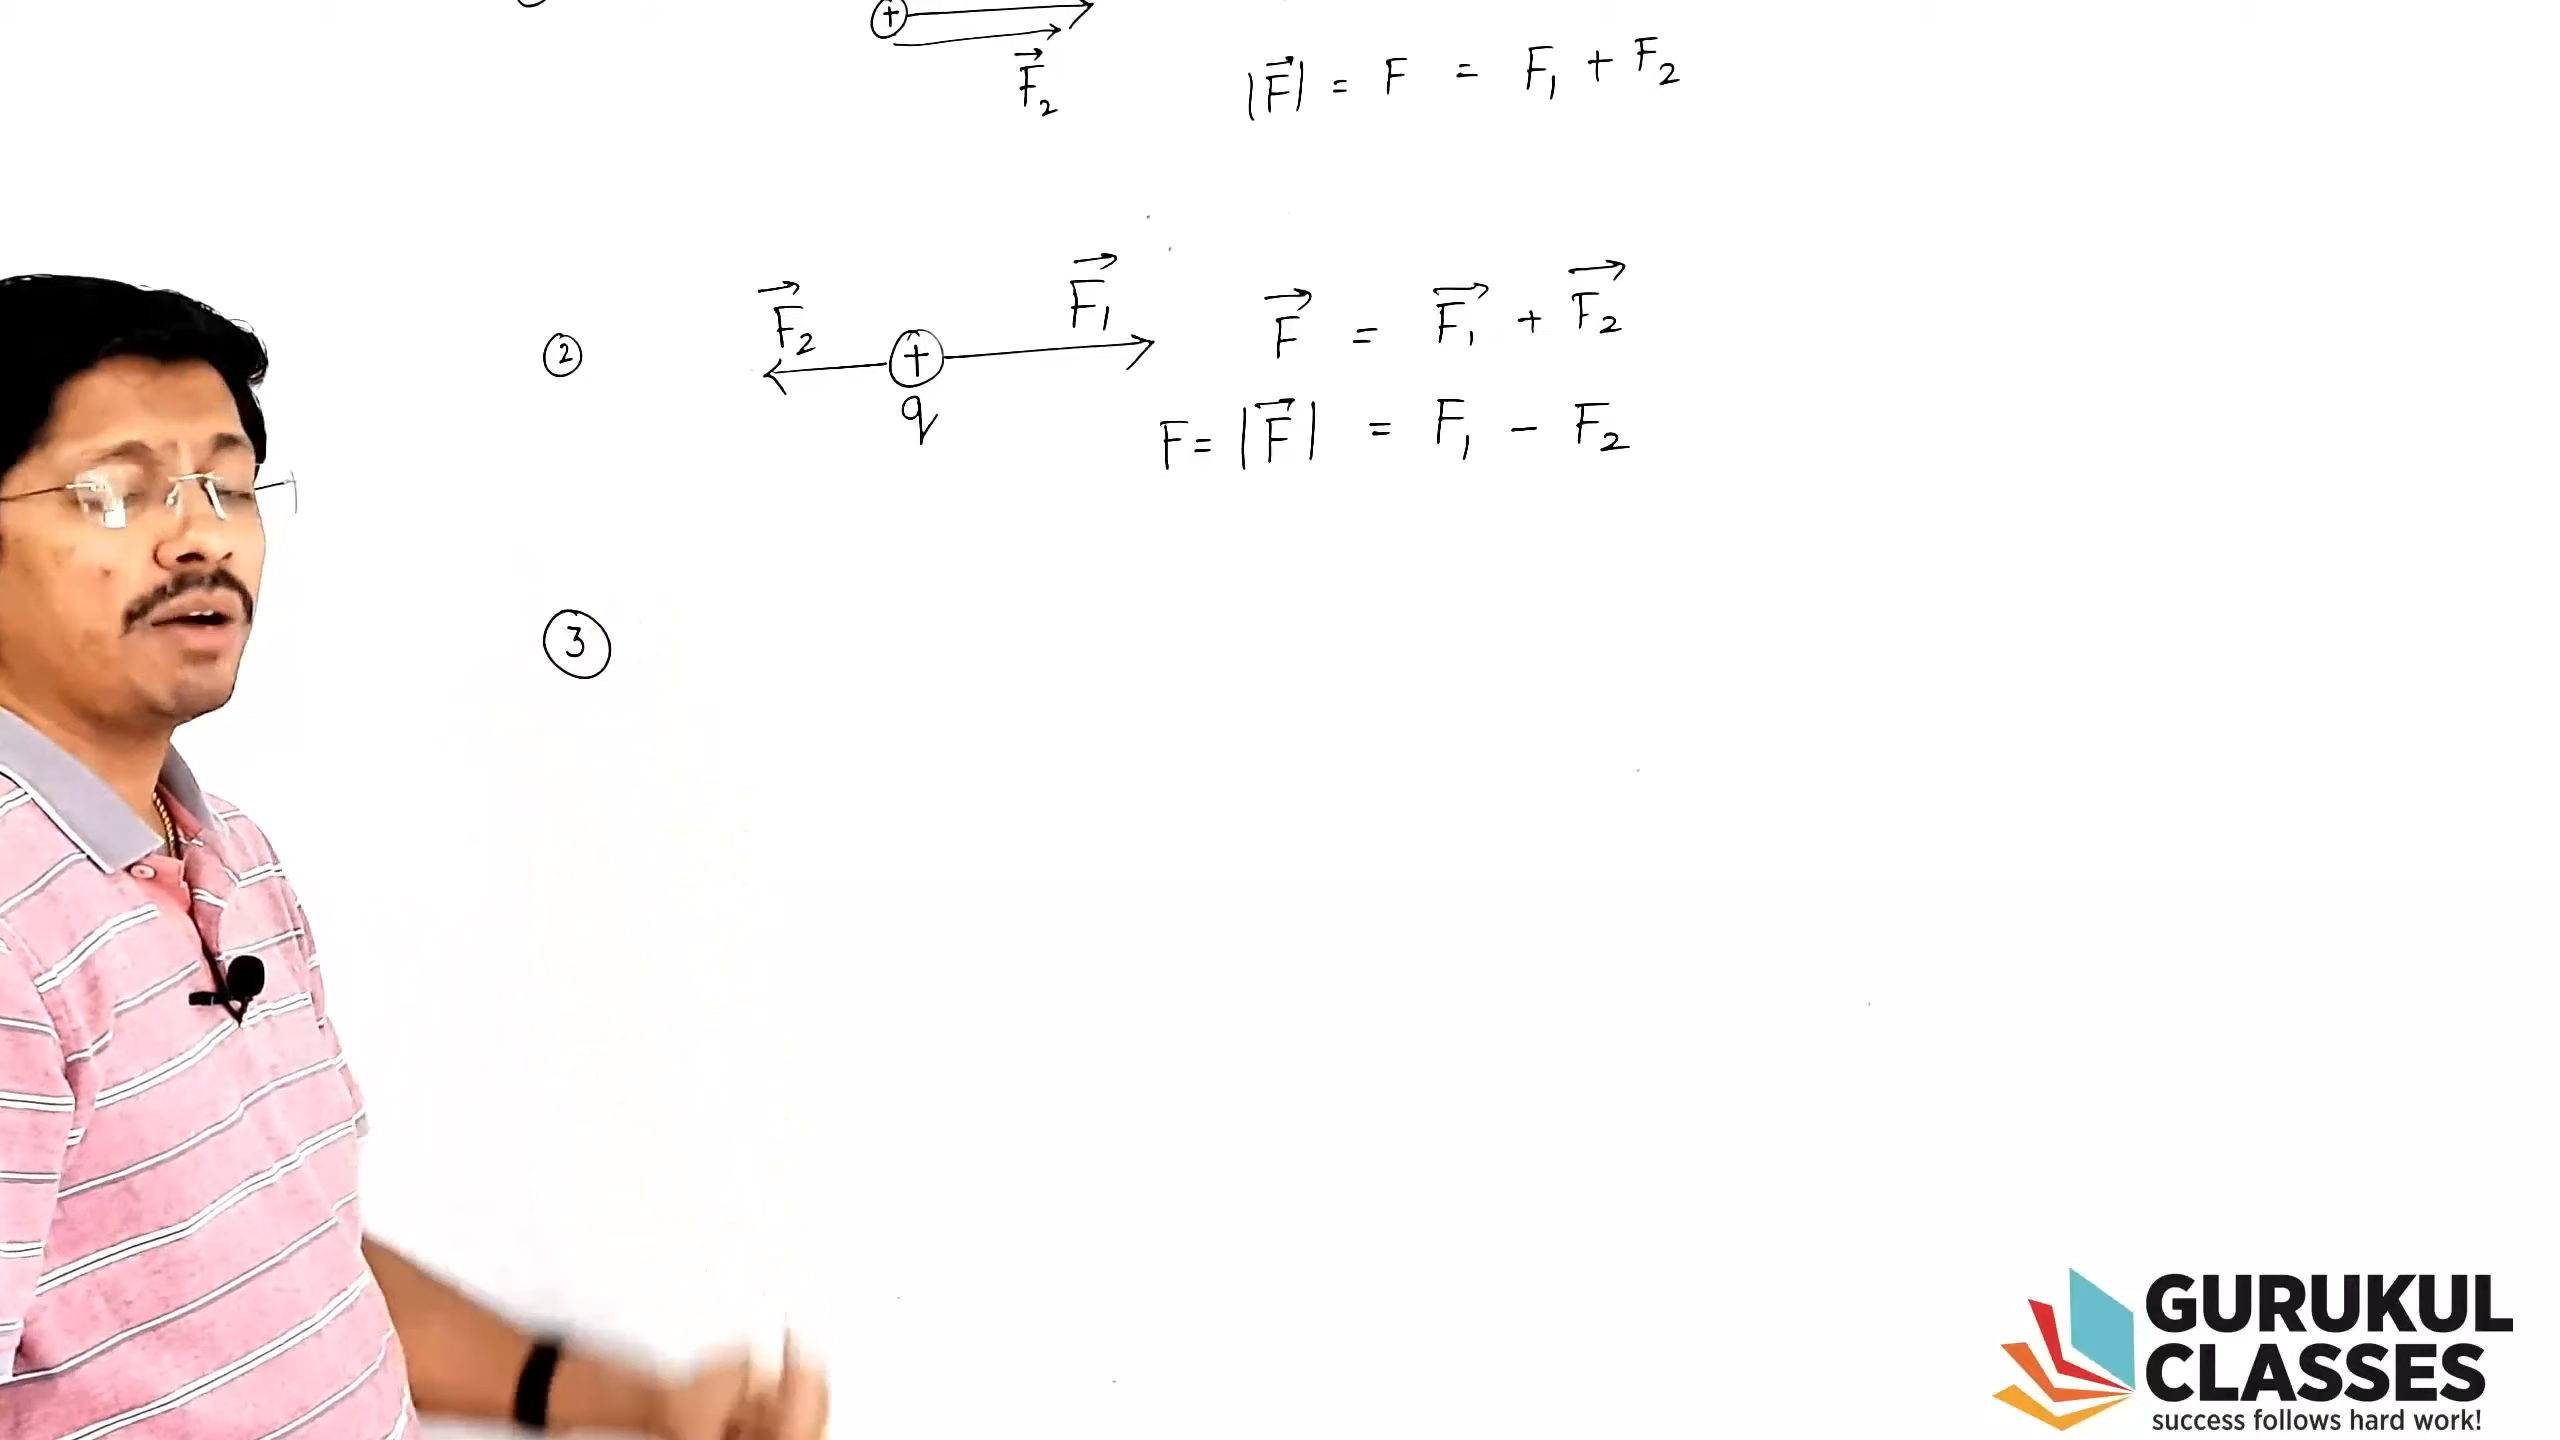 +
F⃗₂
|F⃗| = F = F₁ + F₂
② F⃗₂ + F⃗₁ F⃗ = F⃗₁ + F⃗₂
q F = |F⃗| = F₁ − F₂
③
GURUKUL
CLASSES
success follows hard work!